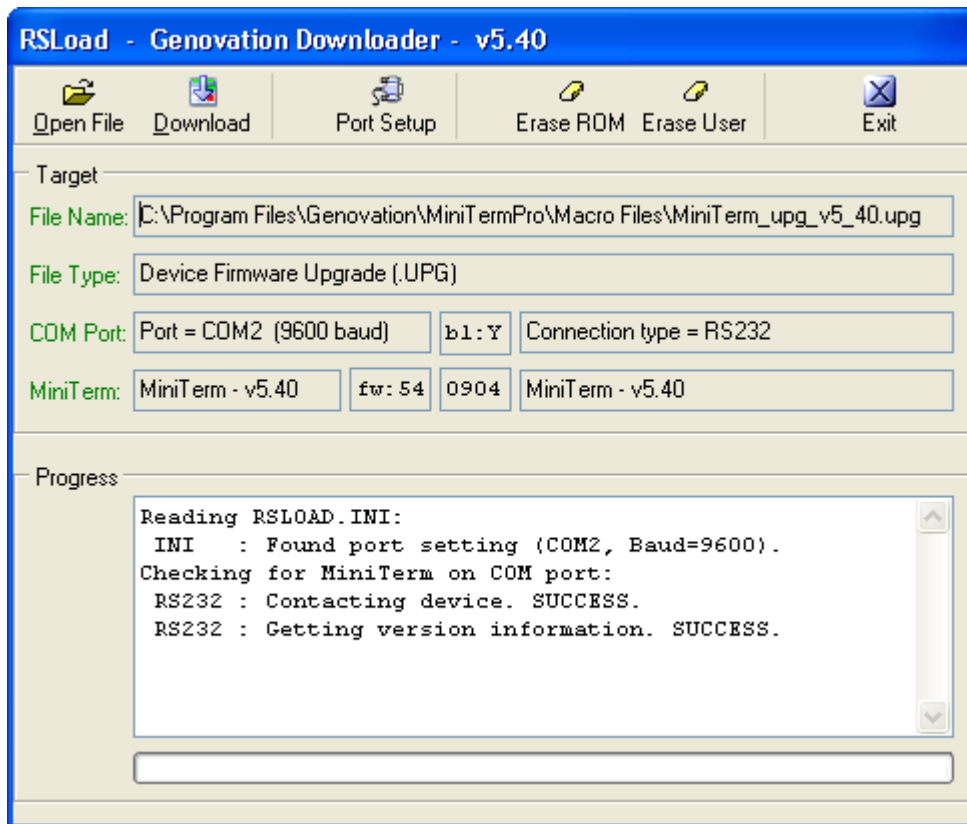 RSLoad - Genovation Downloader - v5.40
Open File Download Port Setup Erase ROM Erase User Exit
Target
File Name: C:\Program Files\Genovation\MiniTermPro\Macro Files\MiniTerm_upg_v5_40.upg
File Type: Device Firmware Upgrade (.UPG)
COM Port: Port = COM2 (9600 baud) bl:Y Connection type = RS232
MiniTerm: MiniTerm - v5.40 fw:54 0904 MiniTerm - v5.40
Progress
Reading RSLOAD.INI:
INI : Found port setting (COM2, Baud=9600).
Checking for MiniTerm on COM port:
RS232 : Contacting device. SUCCESS.
RS232 : Getting version information. SUCCESS.